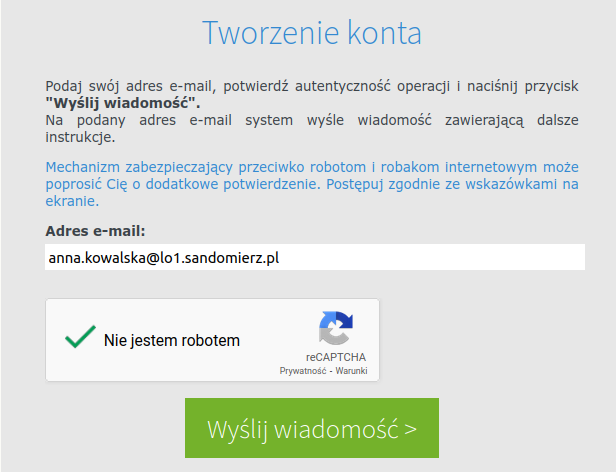 Tworzenie konta
Podaj swój adres e-mail, potwierdź autentyczność operacji i naciśnij przycisk
"Wyślij wiadomość".
Na podany adres e-mail system wyśle wiadomość zawierającą dalsze
instrukcje.
Mechanizm zabezpieczający przeciwko robotom i robakom internetowym może
poprosić Cię o dodatkowe potwierdzenie. Postępuj zgodnie ze wskazówkami na
ekranie.
Adres e-mail:
anna.kowalska@lo1.sandomierz.pl
Nie jestem robotem
reCAPTCHA
Prywatność - Warunki
Wyślij wiadomość >